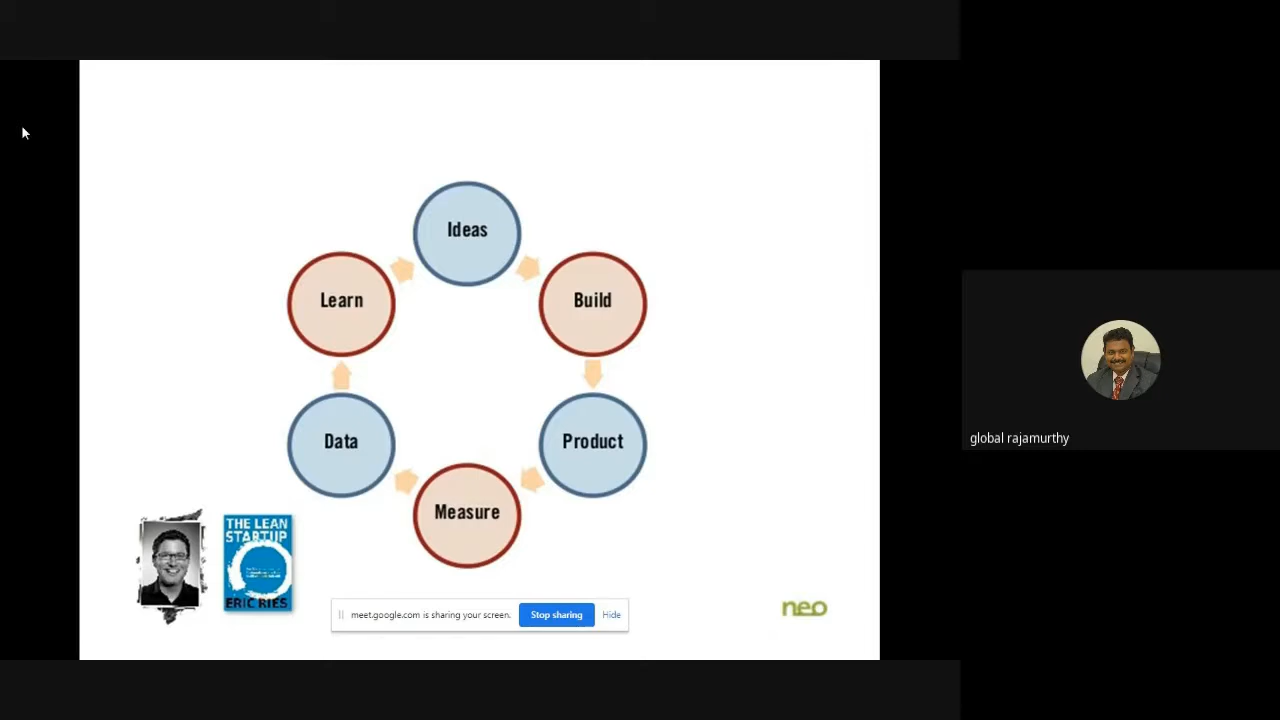 Ideas
Learn
Build
Data
Product
Measure
THE LEAN
STARTUP
ERIC RIES
meet.google.com is sharing your screen.
Stop sharing
Hide
neo
global rajamurthy